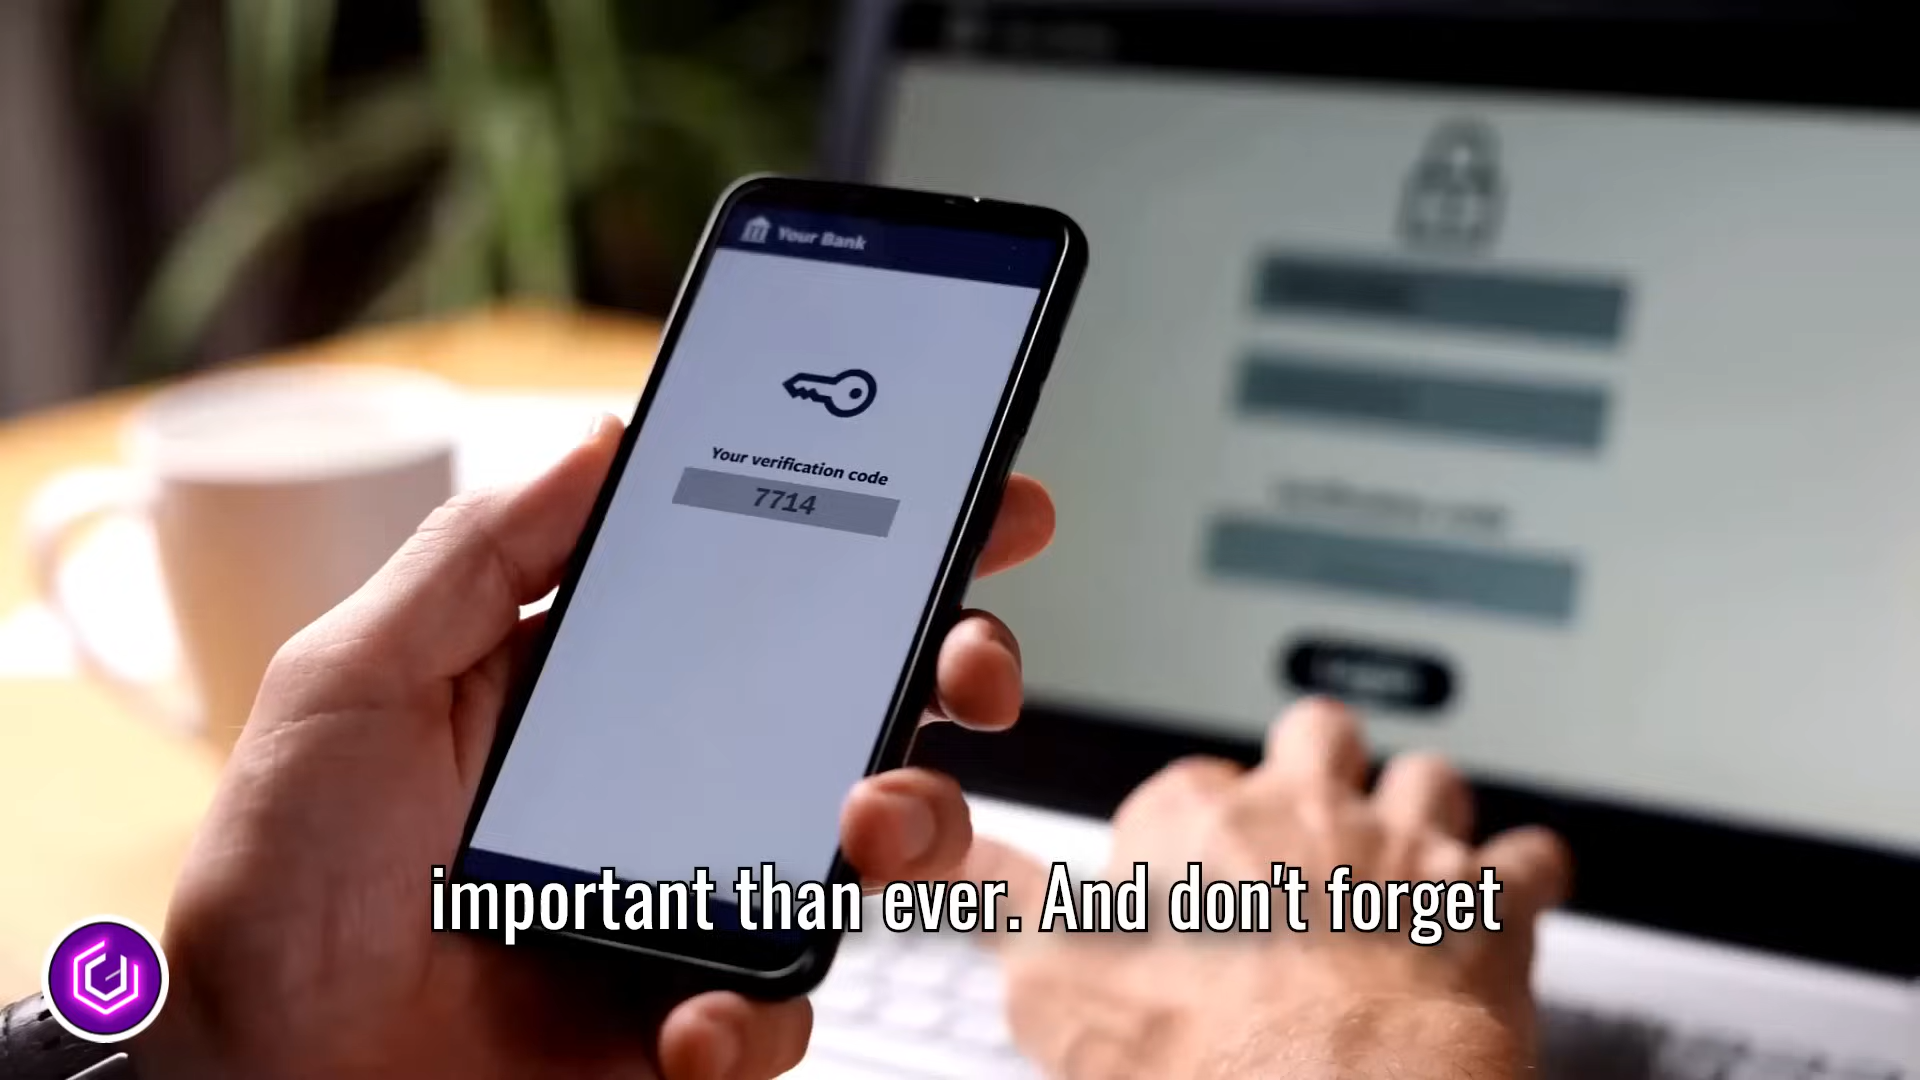 Your Bank
Your verification code
7714
important than ever. And don't forget